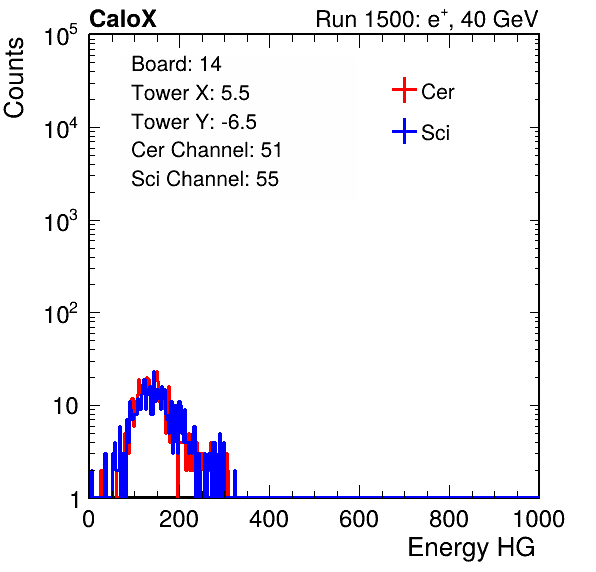 CaloX Run 1500: e⁺, 40 GeV
Counts
Board: 14
Tower X: 5.5
Tower Y: -6.5
Cer Channel: 51
Sci Channel: 55
Cer
Sci
10⁵
10⁴
10³
10²
10
1
0 200 400 600 800 1000
Energy HG